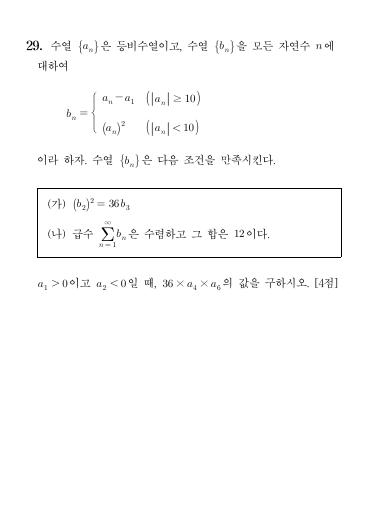 29. 수열 {aₙ}은 등비수열이고, 수열 {bₙ}을 모든 자연수 n에
대하여
bₙ = { aₙ − a₁ (|aₙ| ≥ 10)
(aₙ)² (|aₙ| < 10)
이라 하자. 수열 {bₙ}은 다음 조건을 만족시킨다.
(가) (b₂)² = 36b₃
(나) 급수 ∑_{n=1}^{∞} bₙ은 수렴하고 그 합은 12이다.
a₁ > 0이고 a₂ < 0일 때, 36 × a₄ × a₆의 값을 구하시오. [4점]